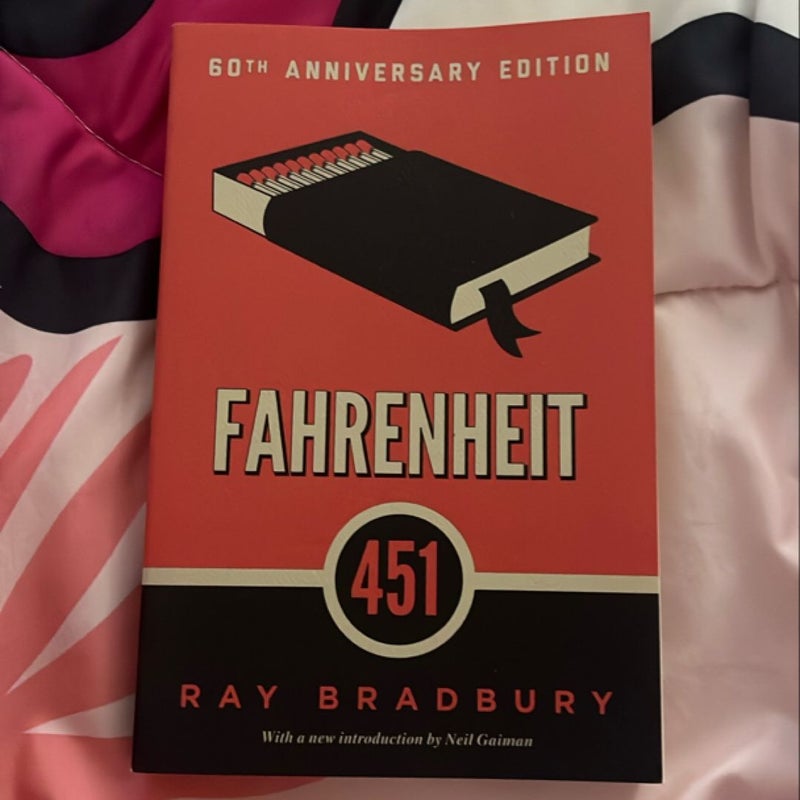 60TH ANNIVERSARY EDITION
FAHRENHEIT
451
RAY BRADBURY
With a new introduction by Neil Gaiman